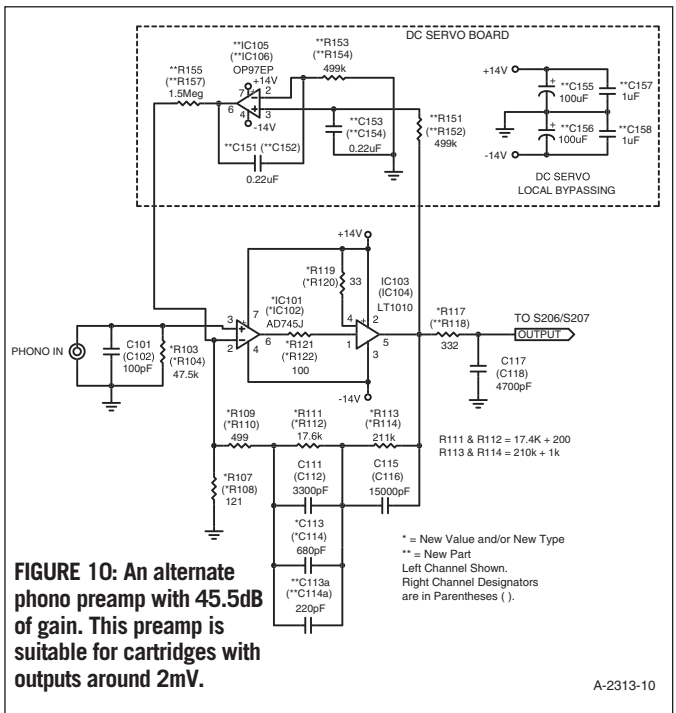 DC SERVO BOARD
**IC105
(**IC106)
OP97EP
+14V
7
2
6
3
4
-14V
**R153
(**R154)
499k
**R155
(**R157)
1.5Meg
**C151 (**C152)
0.22uF
**C153
(**C154)
0.22uF
**R151
(**R152)
499k
+14V
**C155
100uF
**C157
1uF
**C156
100uF
**C158
1uF
-14V
DC SERVO
LOCAL BYPASSING
+14V
*R119
(*R120)
33
IC103
(IC104)
LT1010
4
2
1
5
3
PHONO IN
C101
(C102)
100pF
*R103
(*R104)
47.5k
3
7
2
4
6
*IC101
(*IC102)
AD745J
*R121
(*R122)
100
*R117
(**R118)
332
TO S206/S207
OUTPUT
C117
(C118)
4700pF
-14V
*R109
(*R110)
499
*R111
(*R112)
17.6k
*R113
(*R114)
211k
R111 & R112 = 17.4K + 200
R113 & R114 = 210k + 1k
*R107
(*R108)
121
C111
(C112)
3300pF
C115
(C116)
15000pF
*C113
(*C114)
680pF
**C113a
(**C114a)
220pF
* = New Value and/or New Type
** = New Part
Left Channel Shown.
Right Channel Designators
are in Parentheses ( ).
FIGURE 10: An alternate
phono preamp with 45.5dB
of gain. This preamp is
suitable for cartridges with
outputs around 2mV.
A-2313-10